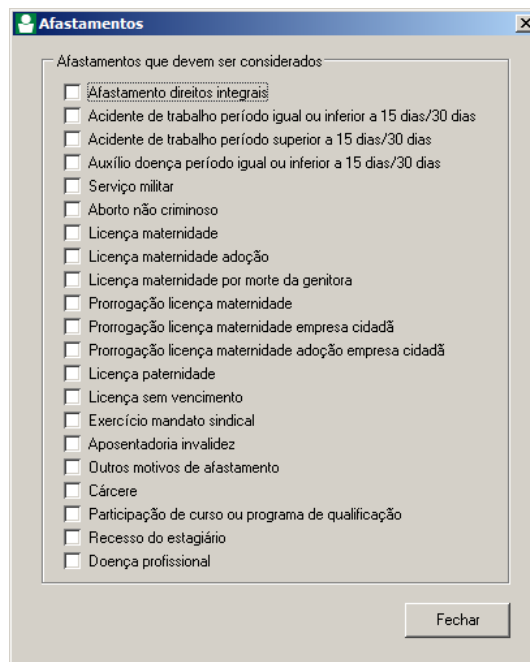 Afastamentos
Afastamentos que devem ser considerados
Afastamento direitos integrais
Acidente de trabalho período igual ou inferior a 15 dias/30 dias
Acidente de trabalho período superior a 15 dias/30 dias
Auxílio doença período igual ou inferior a 15 dias/30 dias
Serviço militar
Aborto não criminoso
Licença maternidade
Licença maternidade adoção
Licença maternidade por morte da genitora
Prorrogação licença maternidade
Prorrogação licença maternidade empresa cidadã
Prorrogação licença maternidade adoção empresa cidadã
Licença paternidade
Licença sem vencimento
Exercício mandato sindical
Aposentadoria invalidez
Outros motivos de afastamento
Cárcere
Participação de curso ou programa de qualificação
Recesso do estagiário
Doença profissional
Fechar